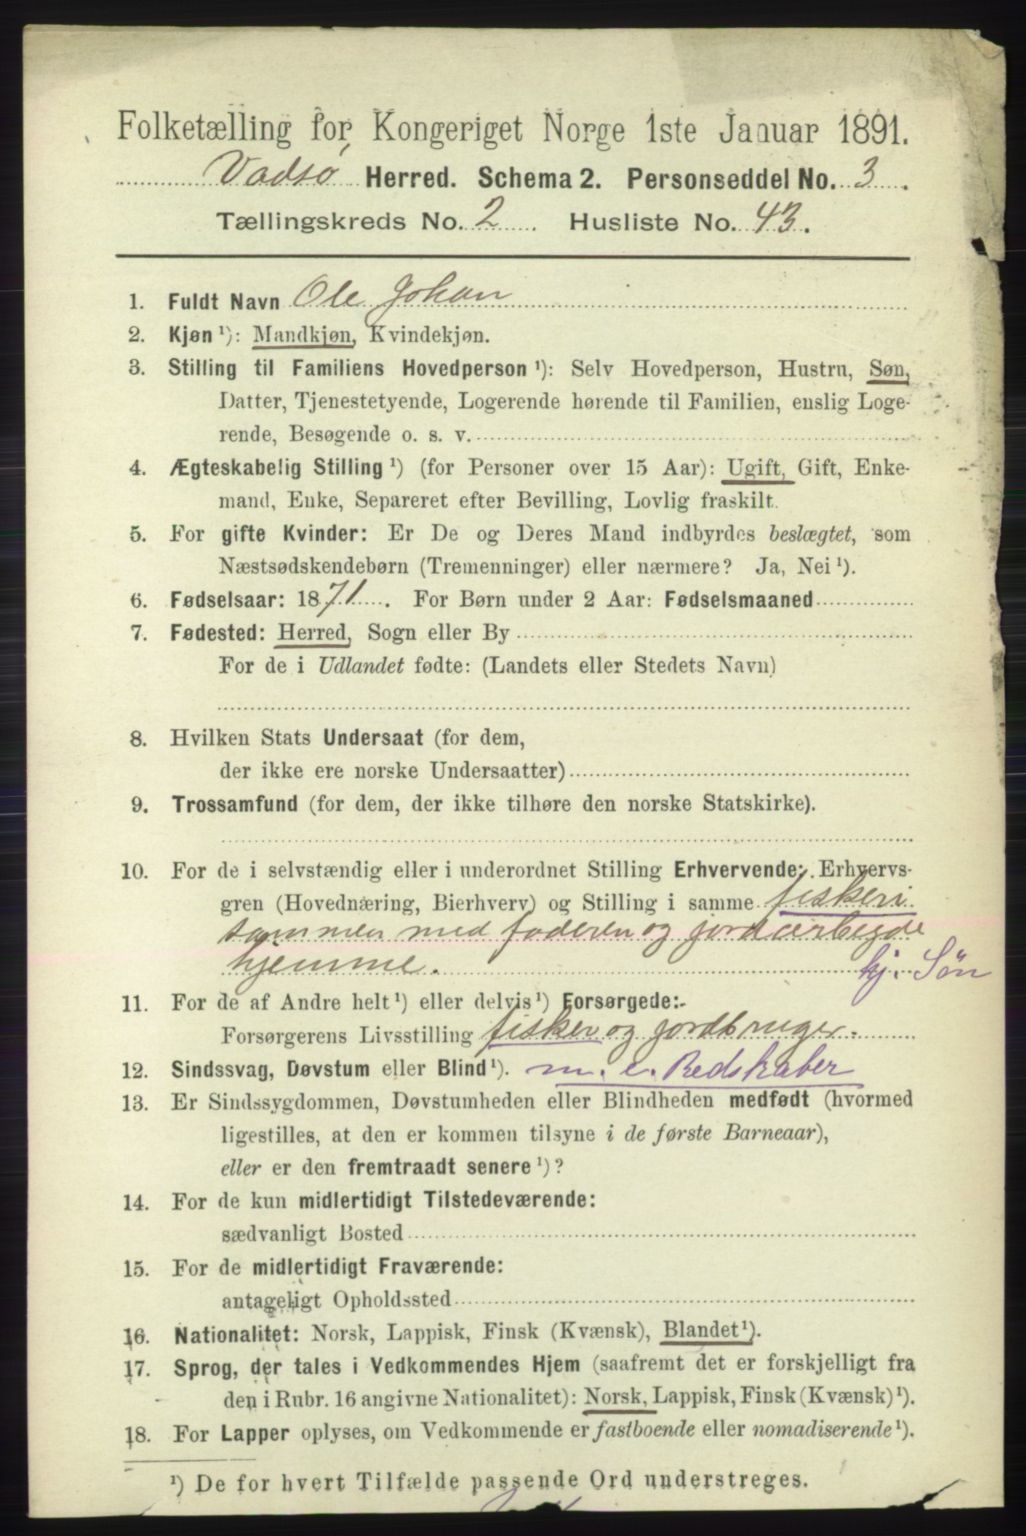 Folketælling for Kongeriget Norge 1ste Januar 1891.
Vadsø Herred. Schema 2. Personseddel No. 3.
Tællingskreds No. 2. Husliste No. 43.
1. Fuldt Navn Ole Johan
2. Kjøn ¹): Mandkjøn, Kvindekjøn.
3. Stilling til Familiens Hovedperson ¹): Selv Hovedperson, Hustru, Søn,
Datter, Tjenestetyende, Logerende hørende til Familien, enslig Loge-
rende, Besøgende o. s. v.
4. Ægteskabelig Stilling ¹) (for Personer over 15 Aar): Ugift, Gift, Enke-
mand, Enke, Separeret efter Bevilling, Lovlig fraskilt.
5. For gifte Kvinder: Er De og Deres Mand indbyrdes beslægtet, som
Næstsødskendebørn (Tremenninger) eller nærmere? Ja, Nei ¹).
6. Fødselsaar: 1871. For Børn under 2 Aar: Fødselsmaaned
7. Fødested: Herred, Sogn eller By
For de i Udlandet fødte: (Landets eller Stedets Navn)
8. Hvilken Stats Undersaat (for dem,
der ikke ere norske Undersaatter)
9. Trossamfund (for dem, der ikke tilhøre den norske Statskirke).
10. For de i selvstændig eller i underordnet Stilling Erhvervende: Erhvervs-
gren (Hovednæring, Bierhverv) og Stilling i samme fiskeri
sammen med faderen og jordarbeyde
hjemme. hj. Søn
11. For de af Andre helt ¹) eller delvis ¹) Forsørgede:
Forsørgerens Livsstilling fisker og jordbruger.
12. Sindssvag, Døvstum eller Blind ¹). m. e. Redskaber
13. Er Sindssygdommen, Døvstumheden eller Blindheden medfødt (hvormed
ligestilles, at den er kommen tilsyne i de første Barneaar),
eller er den fremtraadt senere ¹)?
14. For de kun midlertidigt Tilstedeværende:
sædvanligt Bosted
15. For de midlertidigt Fraværende:
antageligt Opholdssted
16. Nationalitet: Norsk, Lappisk, Finsk (Kvænsk), Blandet ¹).
17. Sprog, der tales i Vedkommendes Hjem (saafremt det er forskjelligt fra
den i Rubr. 16 angivne Nationalitet): Norsk, Lappisk, Finsk (Kvænsk) ¹).
18. For Lapper oplyses, om Vedkommende er fastboende eller nomadiserende ¹).
¹) De for hvert Tilfælde passende Ord understreges.